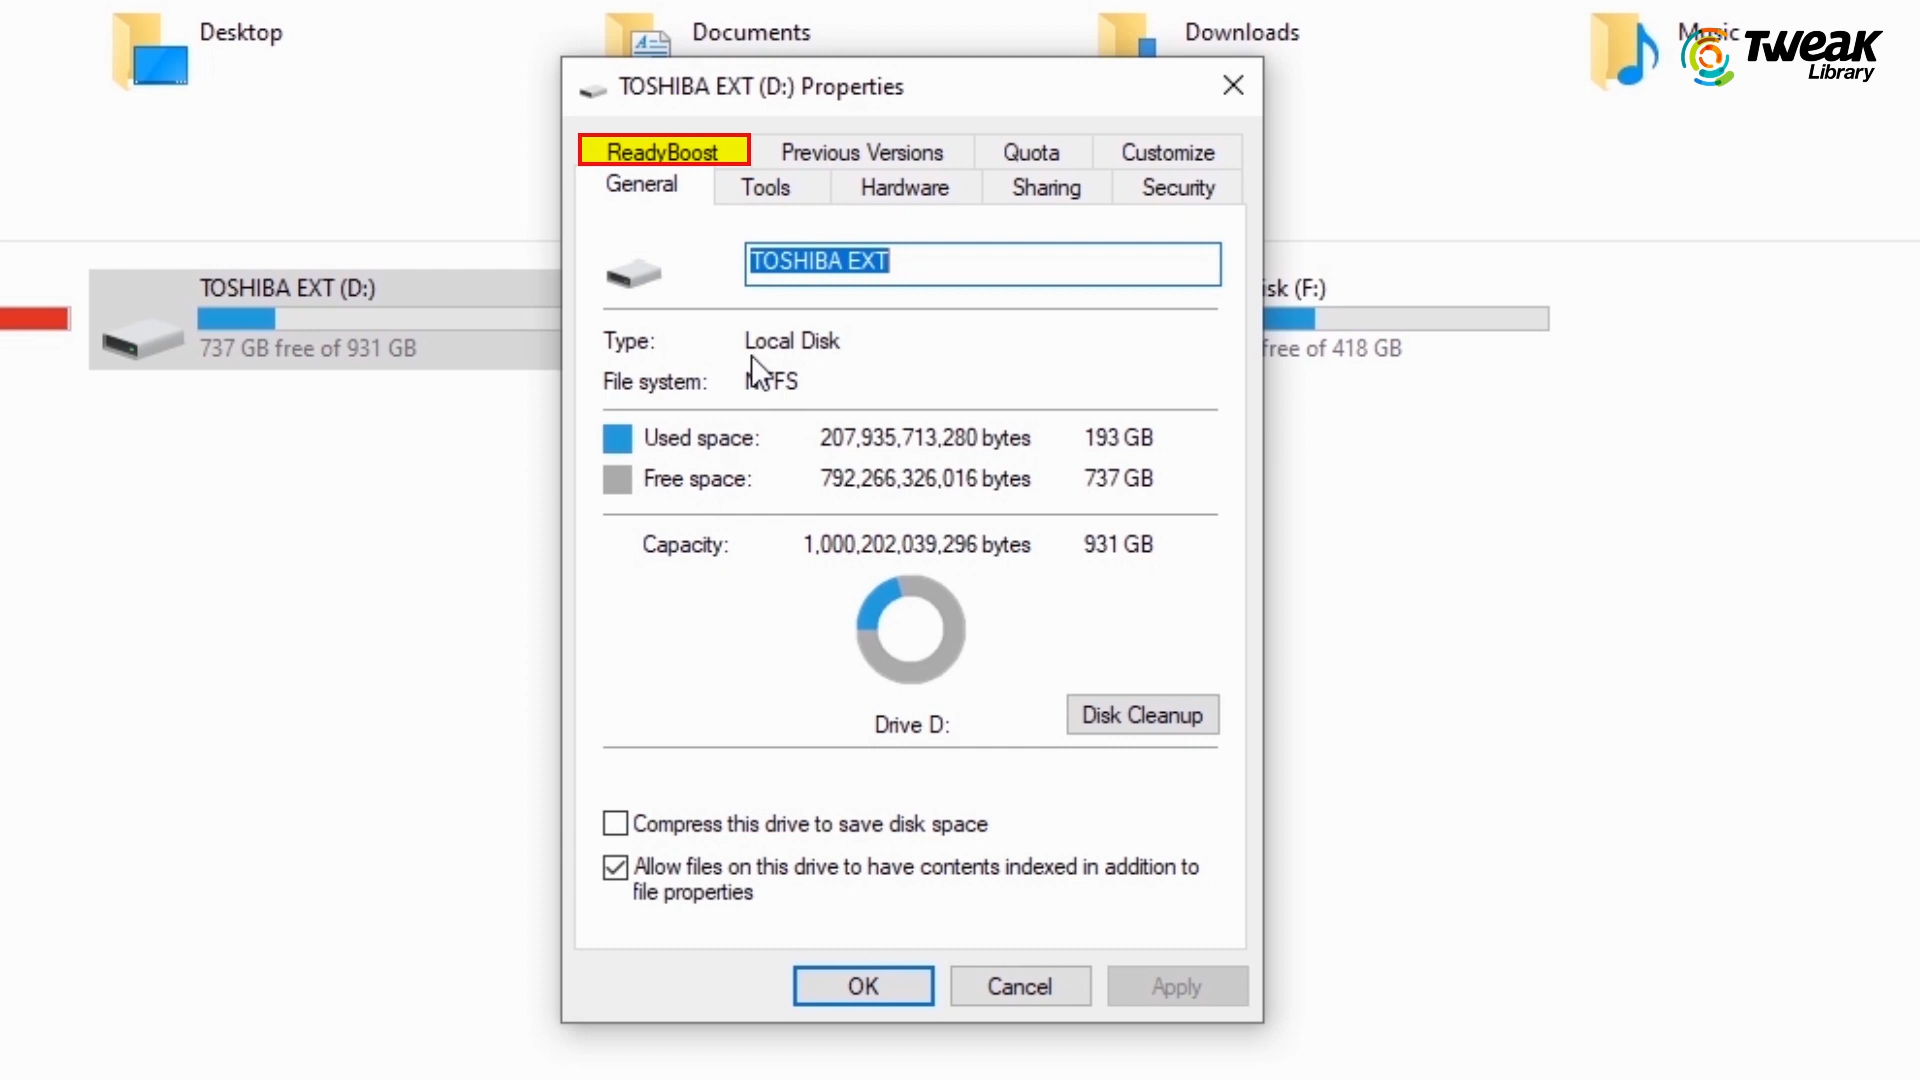 Desktop
Documents
Downloads
Music
TWEAK
Library
TOSHIBA EXT (D:) Properties
ReadyBoost
Previous Versions
Quota
Customize
General
Tools
Hardware
Sharing
Security
TOSHIBA EXT
TOSHIBA EXT (D:)
737 GB free of 931 GB
isk (F:)
free of 418 GB
Type: Local Disk
File system: NTFS
Used space: 207,935,713,280 bytes 193 GB
Free space: 792,266,326,016 bytes 737 GB
Capacity: 1,000,202,039,296 bytes 931 GB
Drive D:
Disk Cleanup
Compress this drive to save disk space
Allow files on this drive to have contents indexed in addition to
file properties
OK
Cancel
Apply